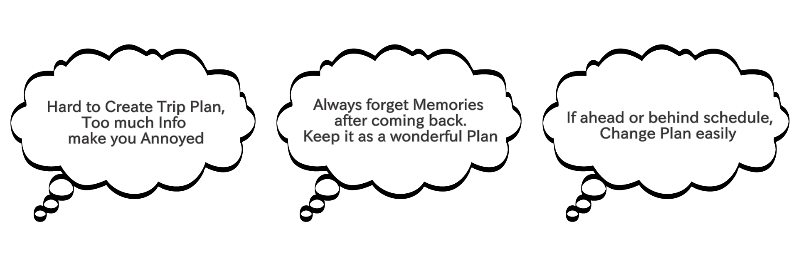 Hard to Create Trip Plan,
Too much Info
make you Annoyed
Always forget Memories
after coming back.
Keep it as a wonderful Plan
If ahead or behind schedule,
Change Plan easily